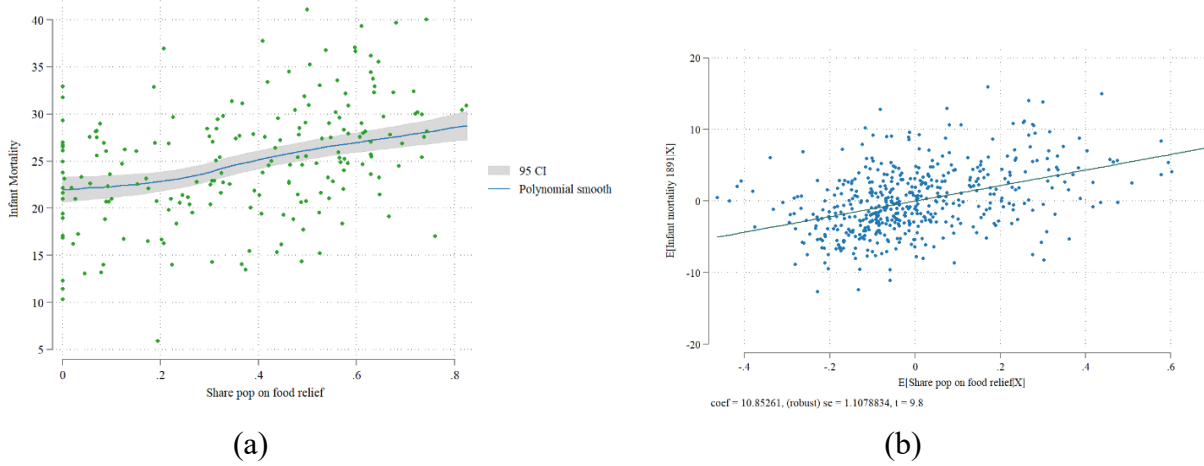 Infant Mortality
40
35
30
25
20
15
10
5
0
.2
.4
.6
.8
Share pop on food relief
95 CI
Polynomial smooth
(a)
E[Infant mortality 1891|X]
20
10
0
-10
-20
-.4
-.2
0
.2
.4
.6
E[Share pop on food relief|X]
coef = 10.85261, (robust) se = 1.1078834, t = 9.8
(b)